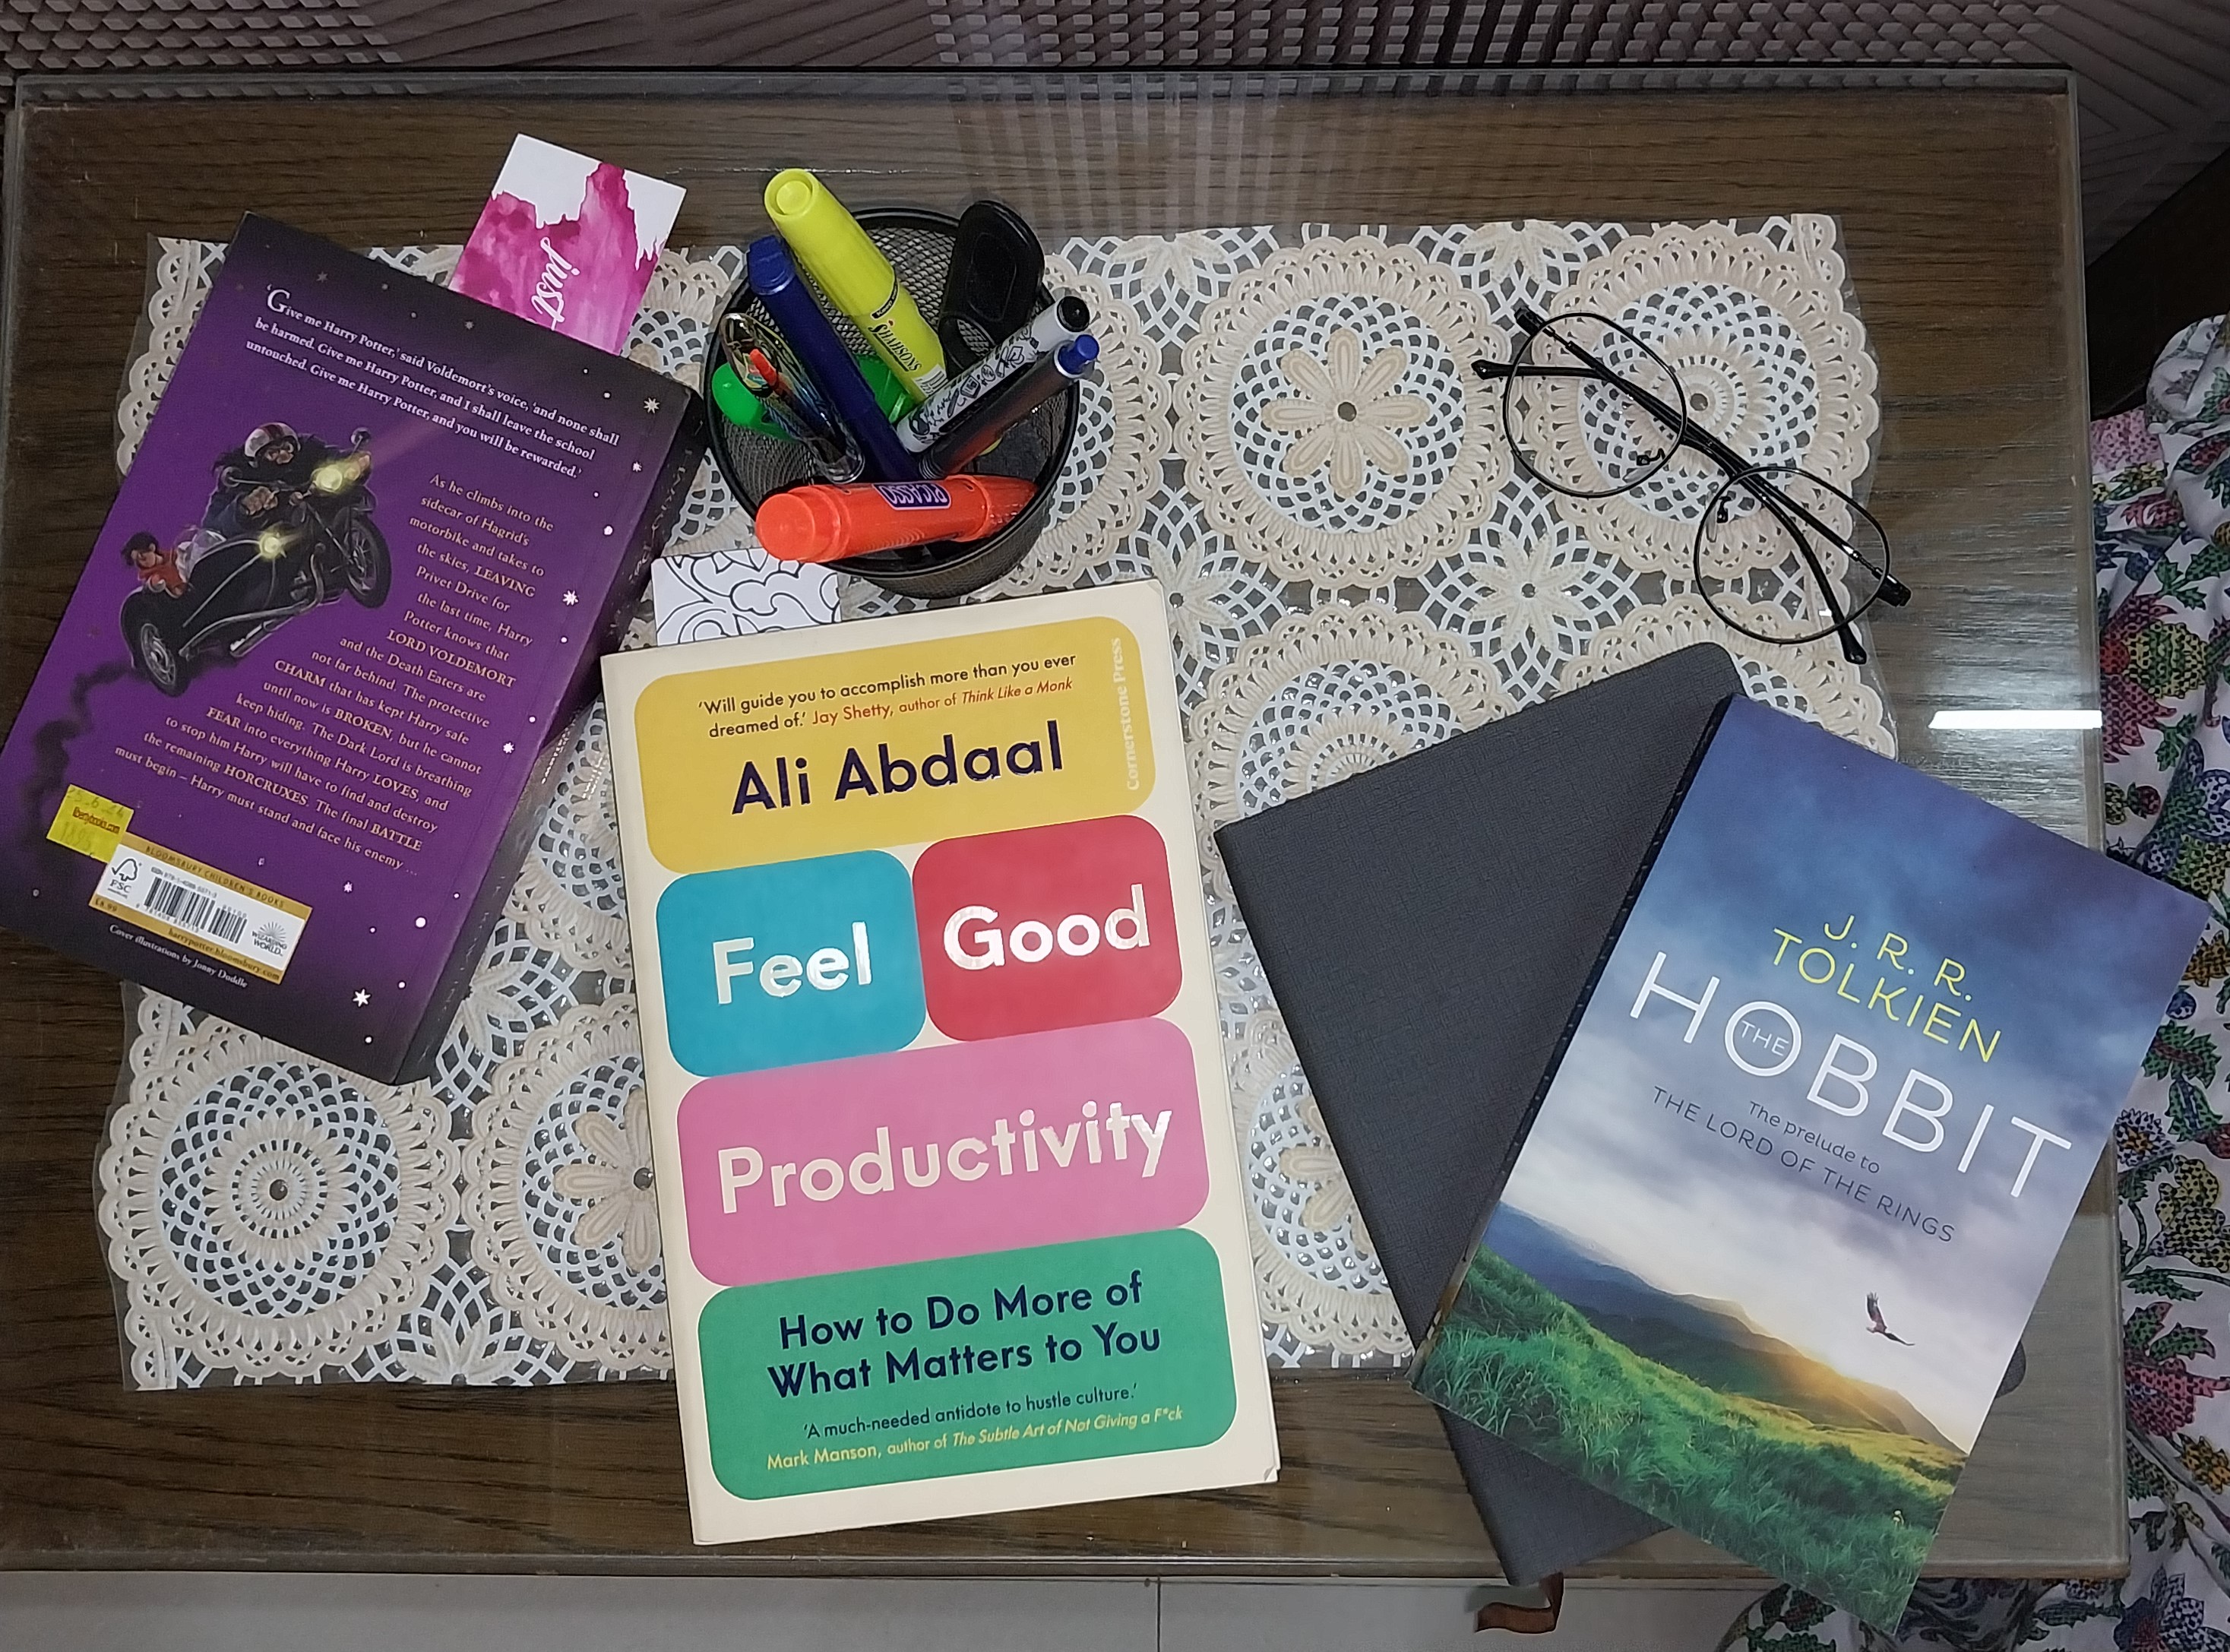 'Give me Harry Potter,' said Voldemort's voice, 'and none shall
be harmed. Give me Harry Potter, and I shall leave the school
untouched. Give me Harry Potter, and you will be rewarded.'
As he climbs into the
sidecar of Hagrid's
motorbike and takes to
the skies, LEAVING
Privet Drive for
the last time, Harry
Potter knows that
LORD VOLDEMORT
and the Death Eaters are
not far behind. The protective
CHARM that has kept Harry safe
until now is BROKEN, but he cannot
keep hiding. The Dark Lord is breathing
FEAR into everything Harry LOVES, and
to stop him Harry will have to find and destroy
the remaining HORCRUXES. The final BATTLE
must begin – Harry must stand and face his enemy ...
libertybooks.com
BLOOMSBURY CHILDREN'S BOOKS
FSC
£8.99
WIZARDING
WORLD
harrypotter.bloomsbury.com
Cover illustrations by Jonny Duddle
just
PICASSO
'Will guide you to accomplish more than you ever
dreamed of.' Jay Shetty, author of Think Like a Monk
Cornerstone Press
Ali Abdaal
Feel
Good
Productivity
How to Do More of
What Matters to You
'A much-needed antidote to hustle culture.'
Mark Manson, author of The Subtle Art of Not Giving a F*ck
J. R. R.
TOLKIEN
THE
HOBBIT
The prelude to
THE LORD OF THE RINGS